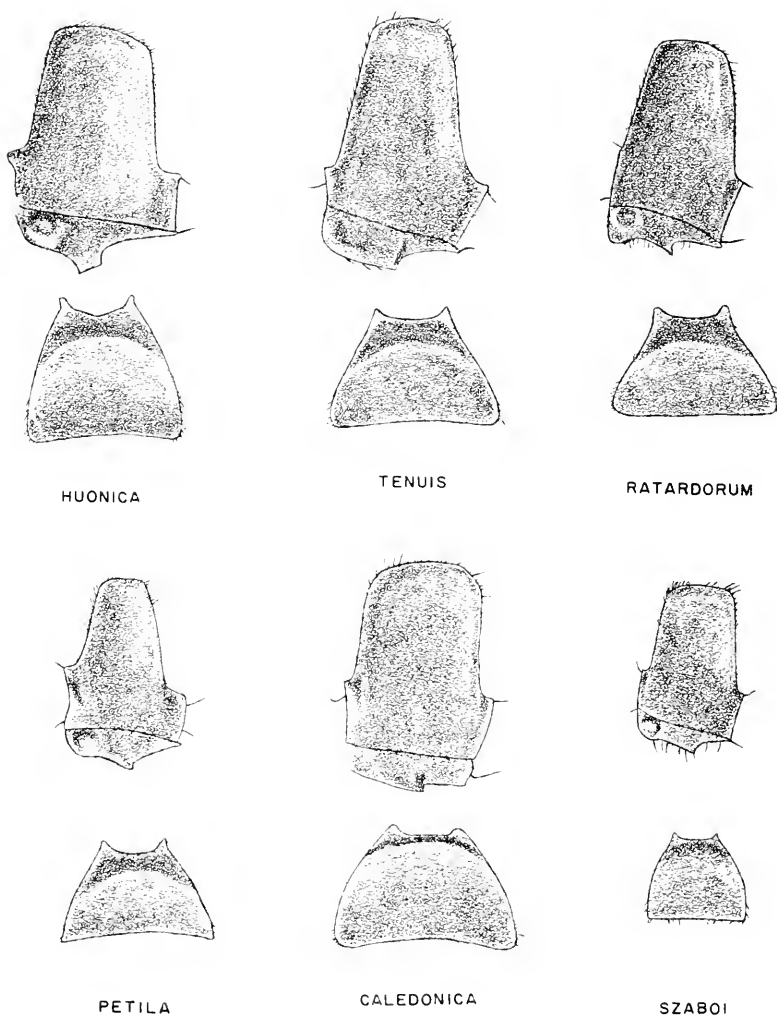 HUONICA
TENUIS
RATARDORUM
PETILA
CALEDONICA
SZABOI